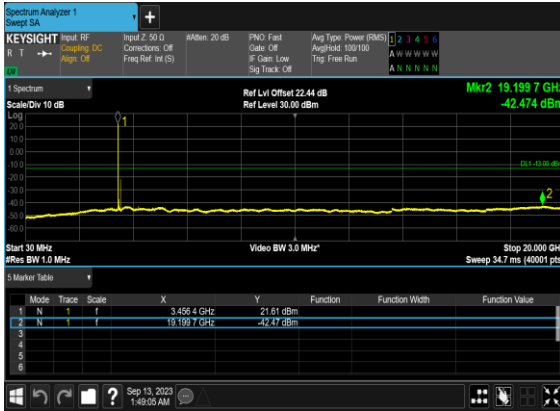 Spectrum Analyzer 1
Swept SA
+
KEYSIGHT Input: RF Input Z: 50 Ω #Atten: 20 dB PNO: Fast Avg Type: Power (RMS) 1 2 3 4 5 6
R T Coupling: DC Corrections: Off Gate: Off Avg|Hold: 100/100 A W W W W W
Align: Off Freq Ref: Int (S) IF Gain: Low Trig: Free Run
Sig Track: Off A N N N N N
1 Spectrum Ref Lvl Offset 22.44 dB Mkr2 19.199 7 GHz
Scale/Div 10 dB Ref Level 30.00 dBm -42.474 dBm
Log
20.0
10.0
0.00
DL1 -13.00 dBm
-10.0
-20.0
-30.0
-40.0
-50.0
-60.0
1
2
Start 30 MHz Video BW 3.0 MHz* Stop 20.000 GH
#Res BW 1.0 MHz Sweep 34.7 ms (40001 pts
5 Marker Table
Mode Trace Scale X Y Function Function Width Function Value
1 N 1 f 3.456 4 GHz 21.61 dBm
2 N 1 f 19.199 7 GHz -42.47 dBm
3
4
5
6
? Sep 13, 2023
1:49:05 AM